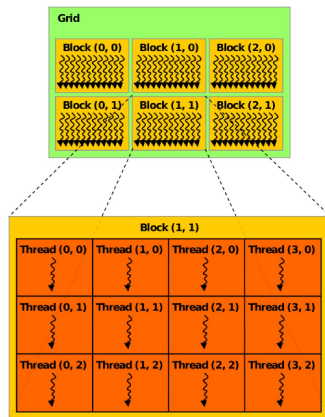 Grid
Block (0, 0) Block (1, 0) Block (2, 0)
Block (0, 1) Block (1, 1) Block (2, 1)
Block (1, 1)
Thread (0, 0) Thread (1, 0) Thread (2, 0) Thread (3, 0)
Thread (0, 1) Thread (1, 1) Thread (2, 1) Thread (3, 1)
Thread (0, 2) Thread (1, 2) Thread (2, 2) Thread (3, 2)